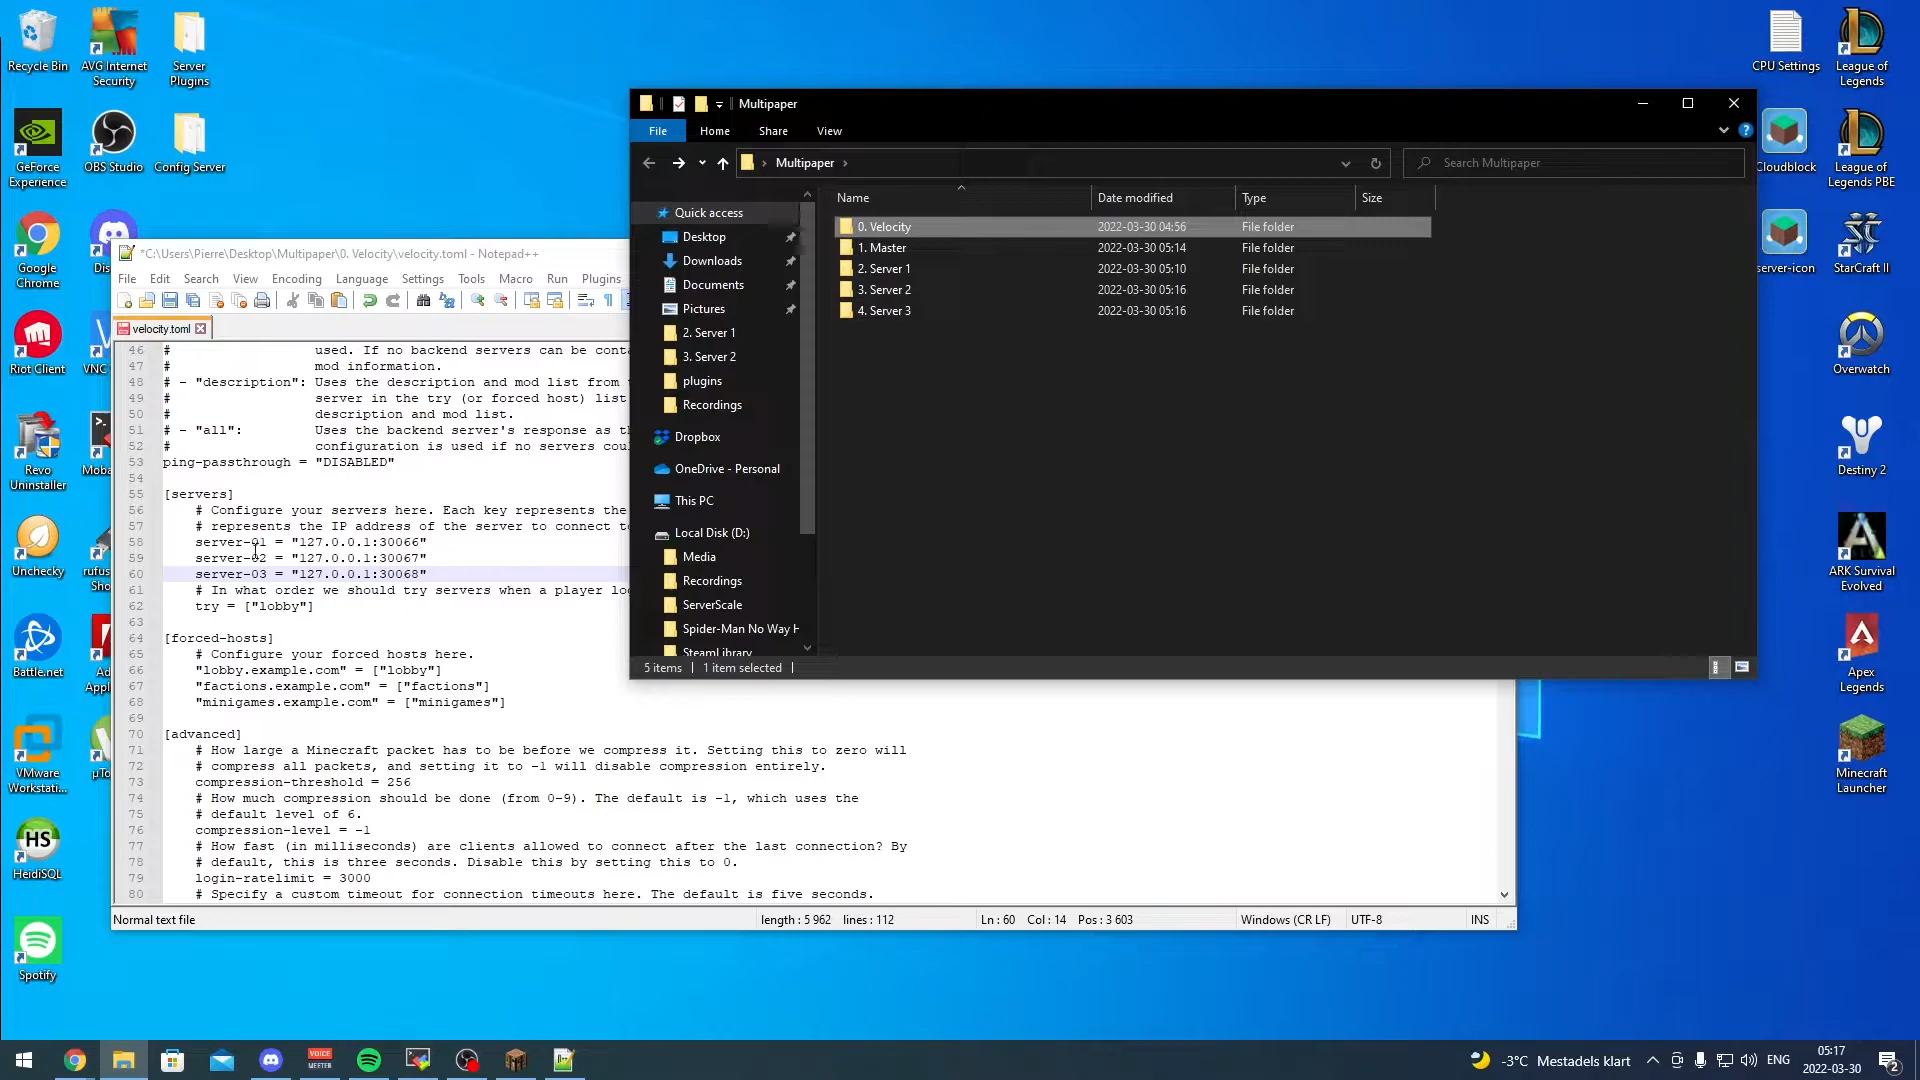 Recycle Bin
AVG Internet
Security
Server
Plugins
GeForce
Experience
OBS Studio
Config Server
Google
Chrome
Dis
Riot Client
VNC
Revo
Uninstaller
Moba
Unchecky
rufus
Sho
Battle.net
Ad
Appl
VMware
Workstati...
µTo
HeidiSQL
Spotify
CPU Settings
League of
Legends
Cloudblock
League of
Legends PBE
server-icon
StarCraft II
Overwatch
Destiny 2
ARK Survival
Evolved
Apex
Legends
Minecraft
Launcher
*C:\Users\Pierre\Desktop\Multipaper\0. Velocity\velocity.toml - Notepad++
File Edit Search View Encoding Language Settings Tools Macro Run Plugins
velocity.toml
46 # used. If no backend servers can be conta
47 # mod information.
48 # - "description": Uses the description and mod list from
49 # server in the try (or forced host) list
50 # description and mod list.
51 # - "all": Uses the backend server's response as th
52 # configuration is used if no servers coul
53 ping-passthrough = "DISABLED"
54
55 [servers]
56 # Configure your servers here. Each key represents the
57 # represents the IP address of the server to connect to
58 server-01 = "127.0.0.1:30066"
59 server-02 = "127.0.0.1:30067"
60 server-03 = "127.0.0.1:30068"
61 # In what order we should try servers when a player lo
62 try = ["lobby"]
63
64 [forced-hosts]
65 # Configure your forced hosts here.
66 "lobby.example.com" = ["lobby"]
67 "factions.example.com" = ["factions"]
68 "minigames.example.com" = ["minigames"]
69
70 [advanced]
71 # How large a Minecraft packet has to be before we compress it. Setting this to zero will
72 # compress all packets, and setting it to -1 will disable compression entirely.
73 compression-threshold = 256
74 # How much compression should be done (from 0-9). The default is -1, which uses the
75 # default level of 6.
76 compression-level = -1
77 # How fast (in milliseconds) are clients allowed to connect after the last connection? By
78 # default, this is three seconds. Disable this by setting this to 0.
79 login-ratelimit = 3000
80 # Specify a custom timeout for connection timeouts here. The default is five seconds.
Normal text file length : 5 962 lines : 112 Ln : 60 Col : 14 Pos : 3 603 Windows (CR LF) UTF-8 INS
Multipaper
File Home Share View
Multipaper
Search Multipaper
Name Date modified Type Size
0. Velocity 2022-03-30 04:56 File folder
1. Master 2022-03-30 05:14 File folder
2. Server 1 2022-03-30 05:10 File folder
3. Server 2 2022-03-30 05:16 File folder
4. Server 3 2022-03-30 05:16 File folder
Quick access
Desktop
Downloads
Documents
Pictures
2. Server 1
3. Server 2
plugins
Recordings
Dropbox
OneDrive - Personal
This PC
Local Disk (D:)
Media
Recordings
ServerScale
Spider-Man No Way H
SteamLibrary
5 items 1 item selected
VOICE
MEETER
-3°C Mestadels klart
ENG
05:17
2022-03-30
2